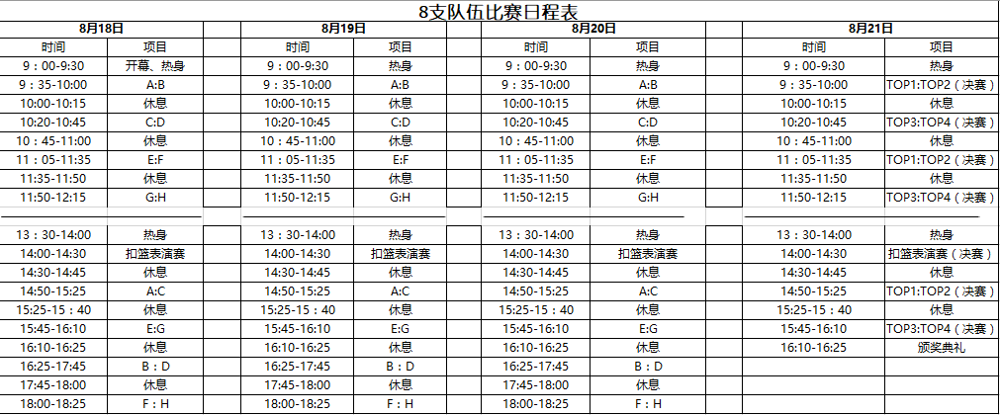 8支队伍比赛日程表
8月18日 8月19日 8月20日 8月21日
时间 项目 时间 项目 时间 项目 时间 项目
9：00-9:30 开幕、热身 9：00-9:30 热身 9：00-9:30 热身 9：00-9:30 热身
9：35-10:00 A:B 9：35-10:00 A:B 9：35-10:00 A:B 9：35-10:00 TOP1:TOP2（决赛）
10:00-10:15 休息 10:00-10:15 休息 10:00-10:15 休息 10:00-10:15 休息
10:20-10:45 C:D 10:20-10:45 C:D 10:20-10:45 C:D 10:20-10:45 TOP3:TOP4（决赛）
10：45-11:00 休息 10：45-11:00 休息 10：45-11:00 休息 10：45-11:00 休息
11：05-11:35 E:F 11：05-11:35 E:F 11：05-11:35 E:F 11：05-11:35 TOP1:TOP2（决赛）
11:35-11:50 休息 11:35-11:50 休息 11:35-11:50 休息 11:35-11:50 休息
11:50-12:15 G:H 11:50-12:15 G:H 11:50-12:15 G:H 11:50-12:15 TOP3:TOP4（决赛）
13：30-14:00 热身 13：30-14:00 热身 13：30-14:00 热身 13：30-14:00 热身
14:00-14:30 扣篮表演赛 14:00-14:30 扣篮表演赛 14:00-14:30 扣篮表演赛 14:00-14:30 扣篮表演赛（决赛）
14:30-14:45 休息 14:30-14:45 休息 14:30-14:45 休息 14:30-14:45 休息
14:50-15:25 A:C 14:50-15:25 A:C 14:50-15:25 A:C 14:50-15:25 TOP1:TOP2（决赛）
15:25-15：40 休息 15:25-15：40 休息 15:25-15：40 休息 15:25-15：40 休息
15:45-16:10 E:G 15:45-16:10 E:G 15:45-16:10 E:G 15:45-16:10 TOP3:TOP4（决赛）
16:10-16:25 休息 16:10-16:25 休息 16:10-16:25 休息 16:10-16:25 颁奖典礼
16:25-17:45 B：D 16:25-17:45 B：D 16:25-17:45 B：D
17:45-18:00 休息 17:45-18:00 休息 17:45-18:00 休息
18:00-18:25 F：H 18:00-18:25 F：H 18:00-18:25 F：H